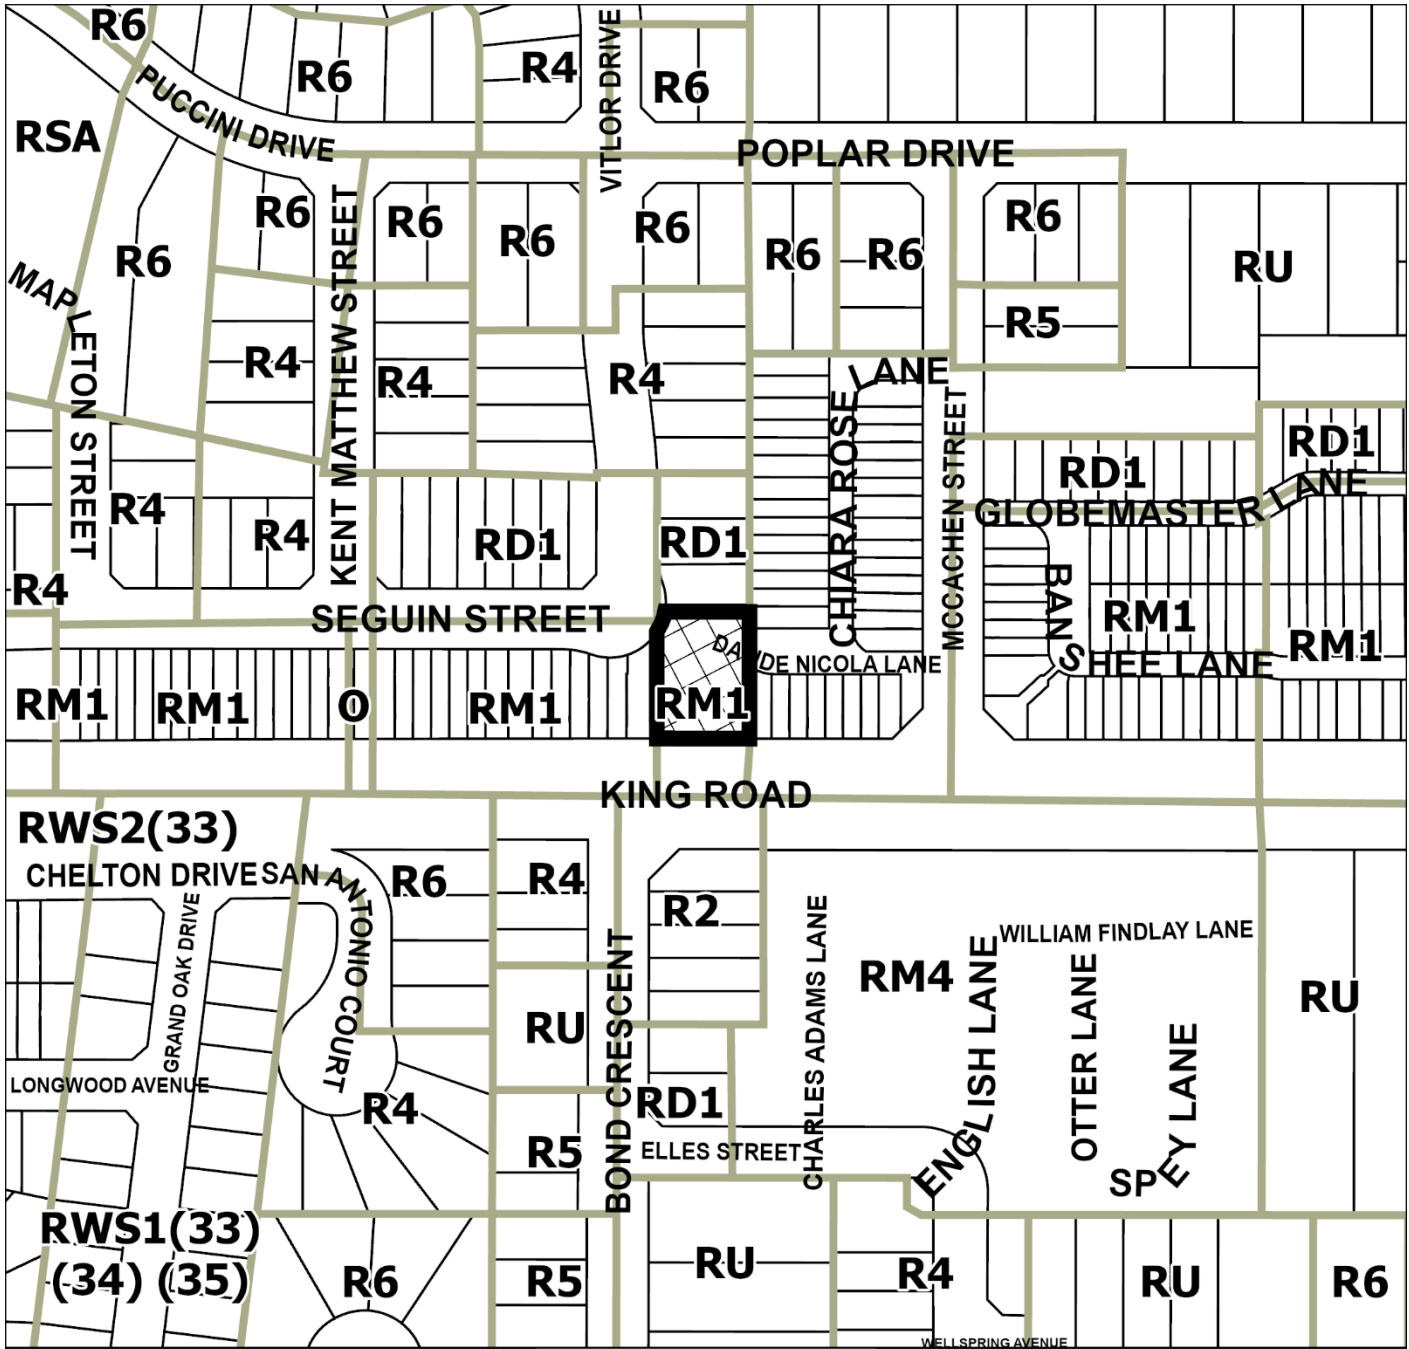 R6
R6
R4
VITLOR DRIVE
R6
RSA
PUCCINI DRIVE
POPLAR DRIVE
R6
R6
R6
R6
R6
R6
R6
R6
RU
MAPLETON STREET
KENT MATTHEW STREET
R5
R4
R4
R4
CHIARA ROSE LANE
MCCACHEN STREET
RD1
RD1
GLOBEMASTER LANE
R4
R4
RD1
RD1
R4
SEGUIN STREET
BANSHEE LANE
RM1
RM1
DAVIDE NICOLA LANE
RM1
RM1
O
RM1
RM1
KING ROAD
RWS2(33)
CHELTON DRIVE
SAN ANTONIO COURT
R6
R4
R2
GRAND OAK DRIVE
BOND CRESCENT
CHARLES ADAMS LANE
RM4
ENGLISH LANE
WILLIAM FINDLAY LANE
OTTER LANE
SPEY LANE
RU
RU
LONGWOOD AVENUE
R4
RD1
R5
ELLES STREET
RWS1(33)
(34) (35)
R6
R5
RU
R4
RU
R6
WELLSPRING AVENUE